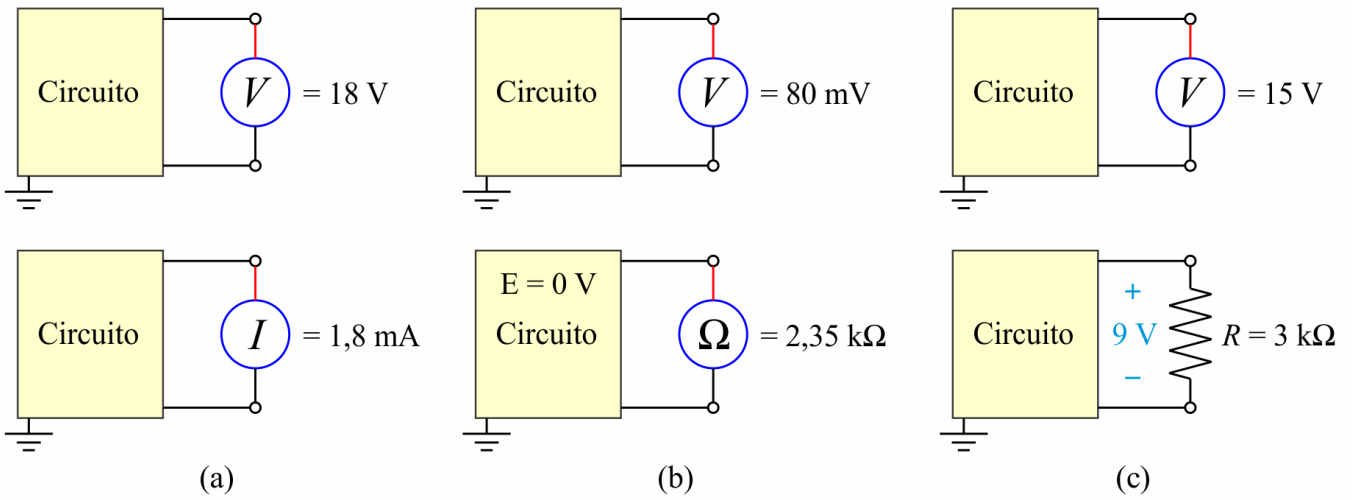 Circuito V = 18 V
Circuito V = 80 mV
Circuito V = 15 V
Circuito I = 1,8 mA
E = 0 V
Circuito Ω = 2,35 kΩ
+
Circuito 9 V R = 3 kΩ
−
(a)
(b)
(c)